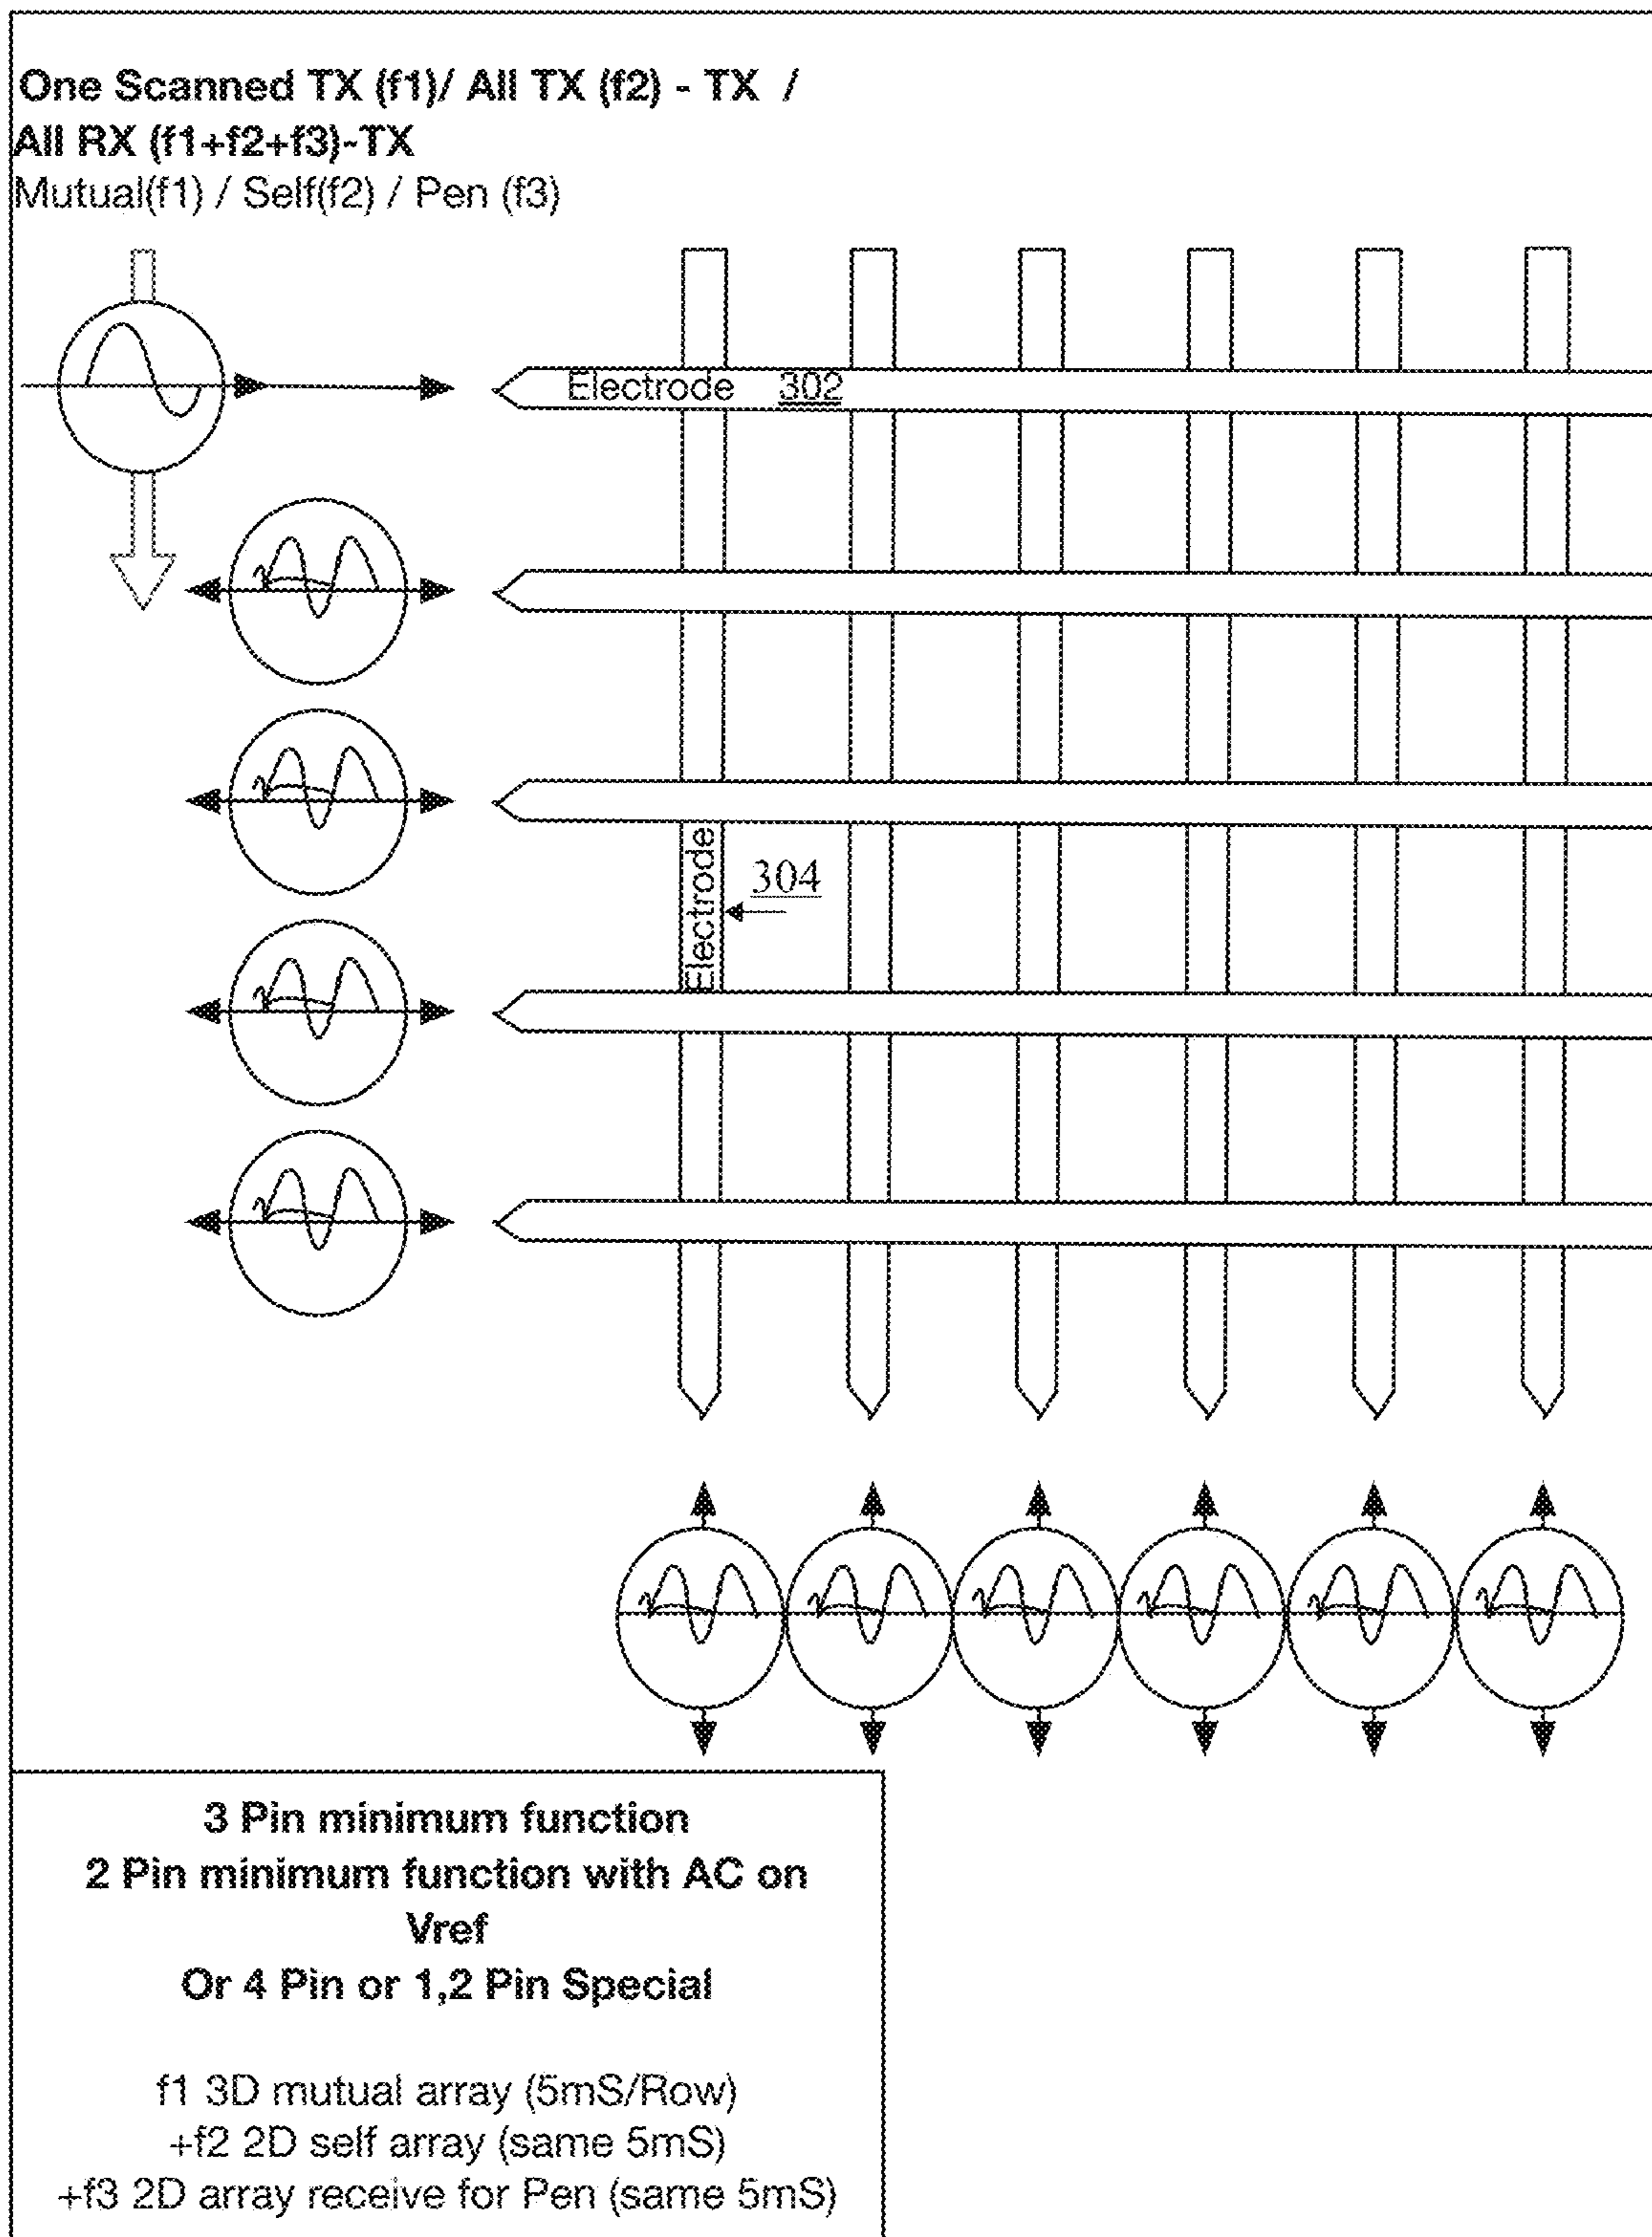 One Scanned TX (f1)/ All TX (f2) - TX /
All RX (f1+f2+f3)-TX
Mutual(f1) / Self(f2) / Pen (f3)
Electrode 302
Electrode
304
3 Pin minimum function
2 Pin minimum function with AC on
Vref
Or 4 Pin or 1,2 Pin Special
f1 3D mutual array (5mS/Row)
+f2 2D self array (same 5mS)
+f3 2D array receive for Pen (same 5mS)